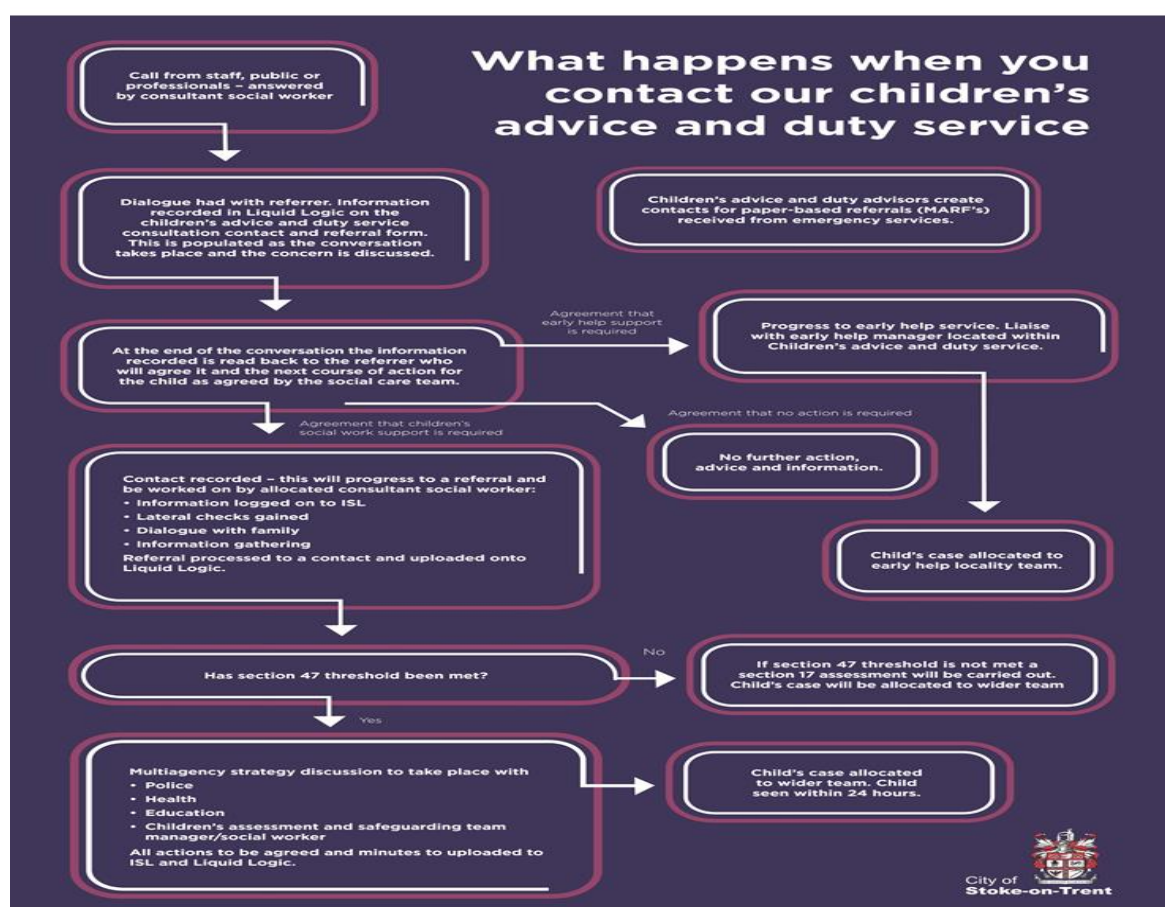 What happens when you
contact our children's
advice and duty service
Call from staff, public or
professionals – answered
by consultant social worker
Dialogue had with referrer. Information
recorded in Liquid Logic on the
children's advice and duty service
consultation contact and referral form.
This is populated as the conversation
takes place and the concern is discussed.
Children's advice and duty advisors create
contacts for paper-based referrals (MARF's)
received from emergency services.
At the end of the conversation the information
recorded is read back to the referrer who
will agree it and the next course of action for
the child as agreed by the social care team.
Agreement that
early help support
is required
Progress to early help service. Liaise
with early help manager located within
Children's advice and duty service.
Agreement that no action is required
No further action,
advice and information.
Child's case allocated to
early help locality team.
Agreement that children's
social work support is required
Contact recorded – this will progress to a referral and
be worked on by allocated consultant social worker:
• Information logged on to ISL
• Lateral checks gained
• Dialogue with family
• Information gathering
Referral processed to a contact and uploaded onto
Liquid Logic.
Has section 47 threshold been met?
No
If section 47 threshold is not met a
section 17 assessment will be carried out.
Child's case will be allocated to wider team
Yes
Multiagency strategy discussion to take place with
• Police
• Health
• Education
• Children's assessment and safeguarding team
manager/social worker
All actions to be agreed and minutes to uploaded to
ISL and Liquid Logic.
Child's case allocated
to wider team. Child
seen within 24 hours.
City of
Stoke-on-Trent